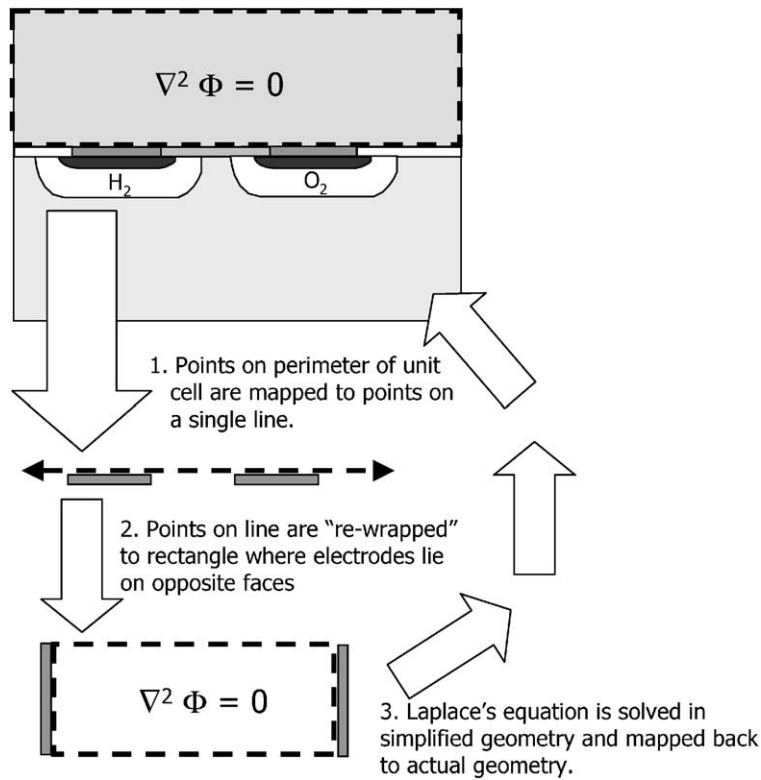 ∇² Φ = 0
H₂
O₂
1. Points on perimeter of unit
cell are mapped to points on
a single line.
2. Points on line are “re-wrapped”
to rectangle where electrodes lie
on opposite faces
∇² Φ = 0
3. Laplace’s equation is solved in
simplified geometry and mapped back
to actual geometry.